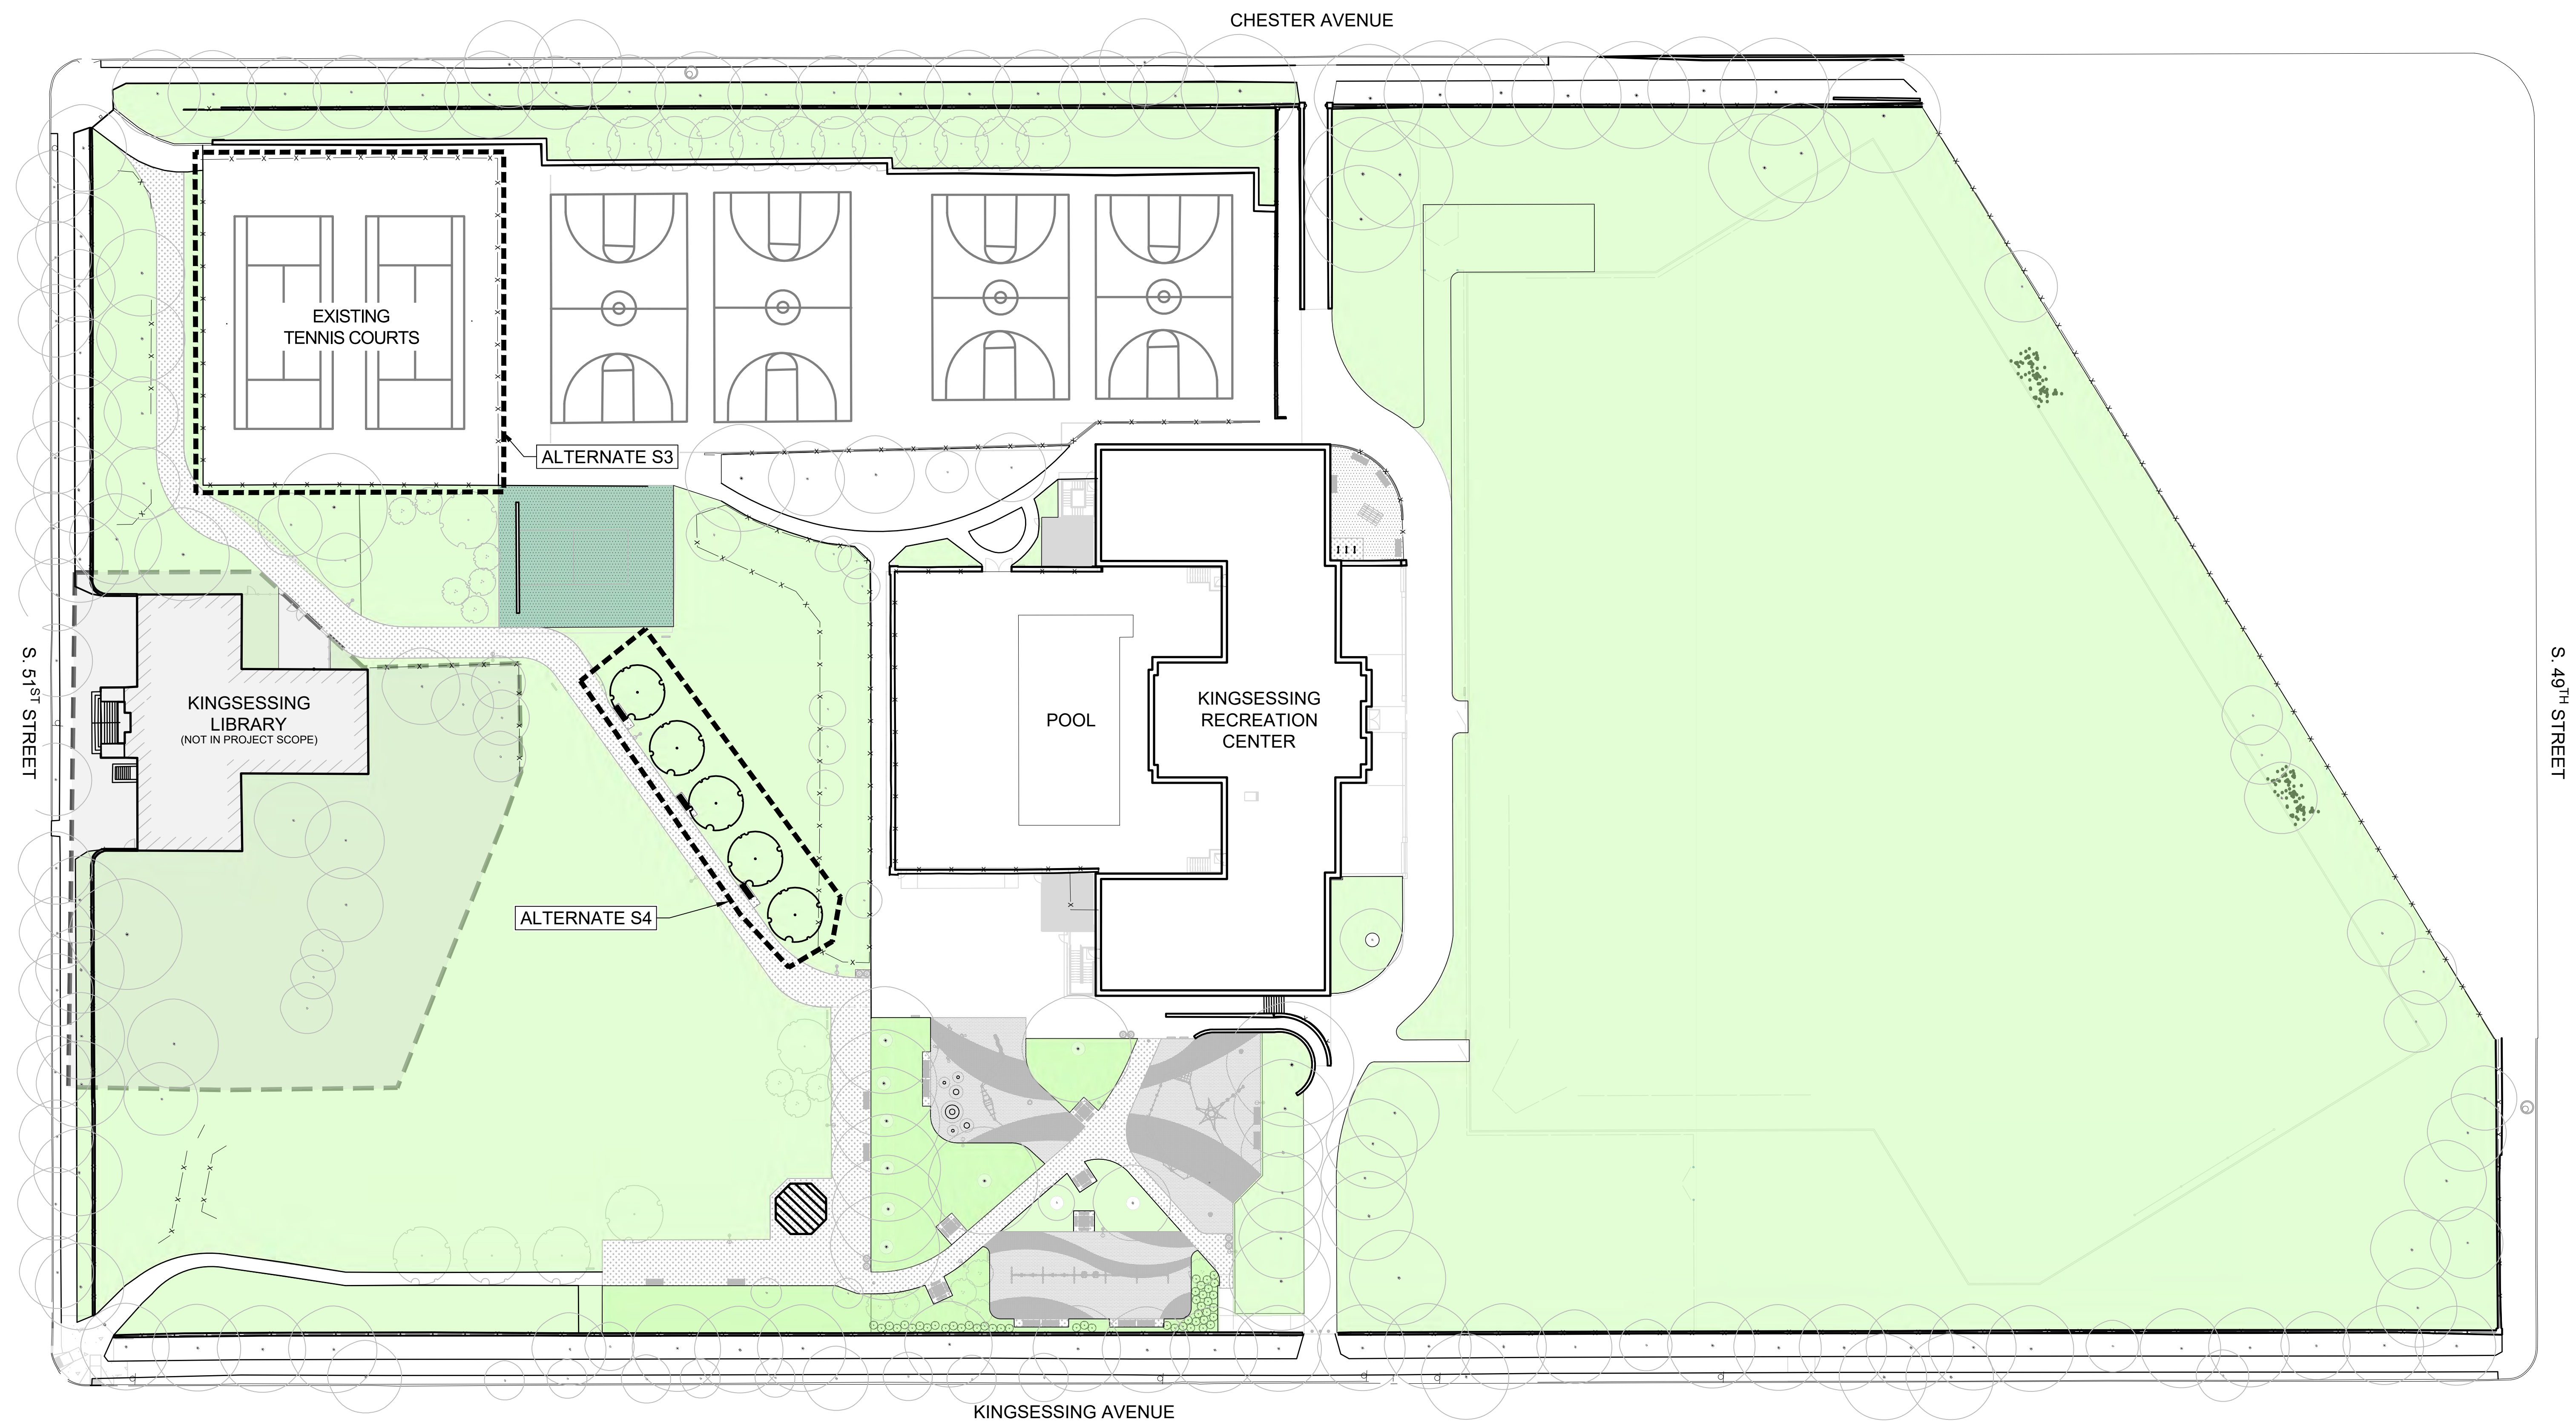 CHESTER AVENUE
EXISTING
TENNIS COURTS
ALTERNATE S3
KINGSESSING
LIBRARY
(NOT IN PROJECT SCOPE)
POOL
KINGSESSING
RECREATION
CENTER
S. 51ST STREET
S. 49TH STREET
ALTERNATE S4
KINGSESSING AVENUE